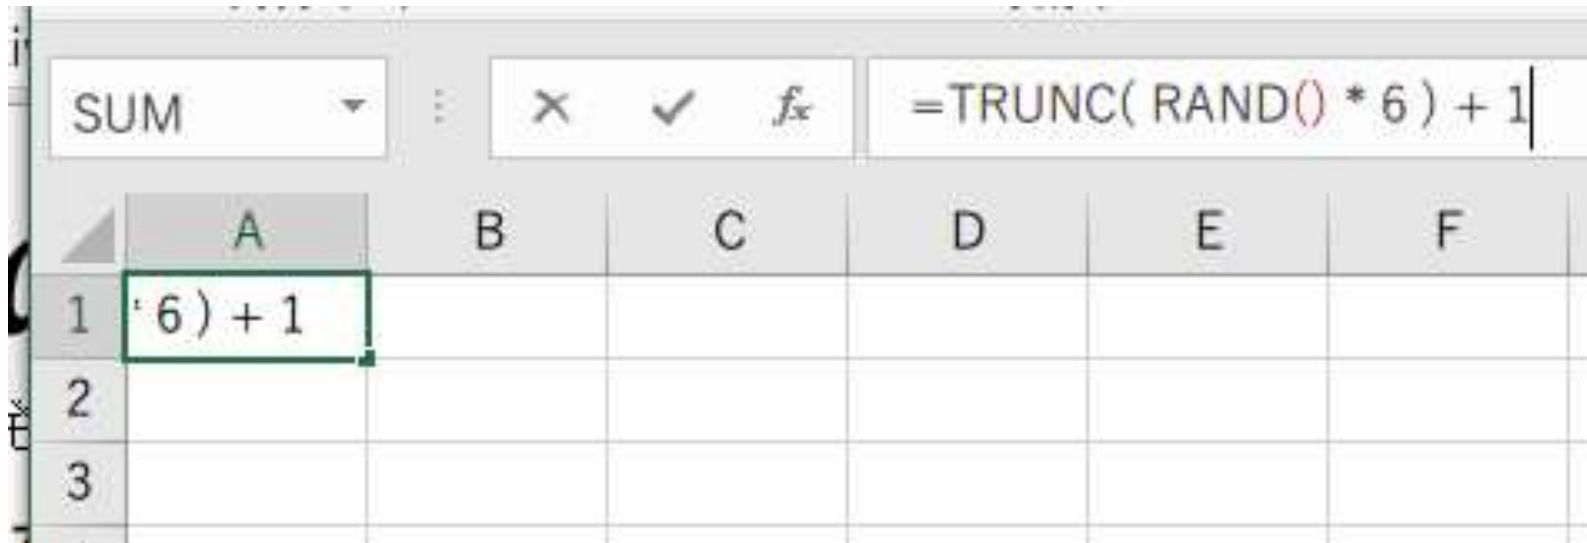 SUM fx =TRUNC( RAND() * 6 ) + 1
A B C D E F
1 6 ) + 1
2
3